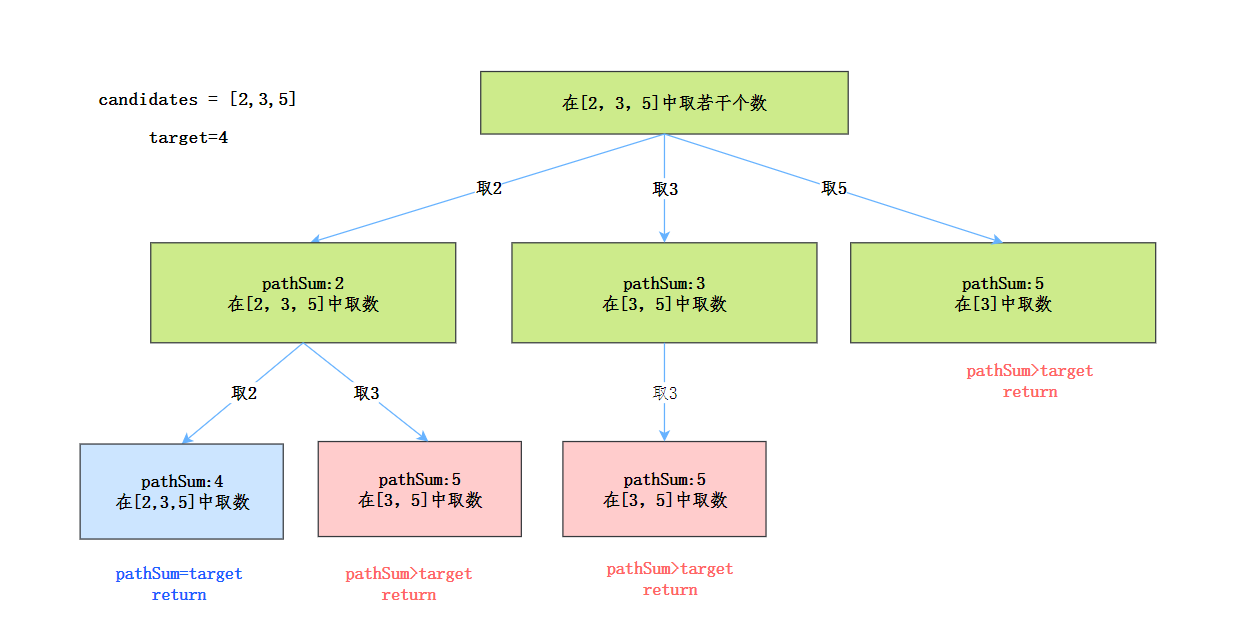 candidates = [2,3,5]
target=4
在[2, 3, 5]中取若干个数
取2
取3
取5
pathSum:2
在[2, 3, 5]中取数
pathSum:3
在[3, 5]中取数
pathSum:5
在[3]中取数
pathSum>target
return
取2
取3
取3
pathSum:4
在[2,3,5]中取数
pathSum:5
在[3, 5]中取数
pathSum:5
在[3, 5]中取数
pathSum=target
return
pathSum>target
return
pathSum>target
return